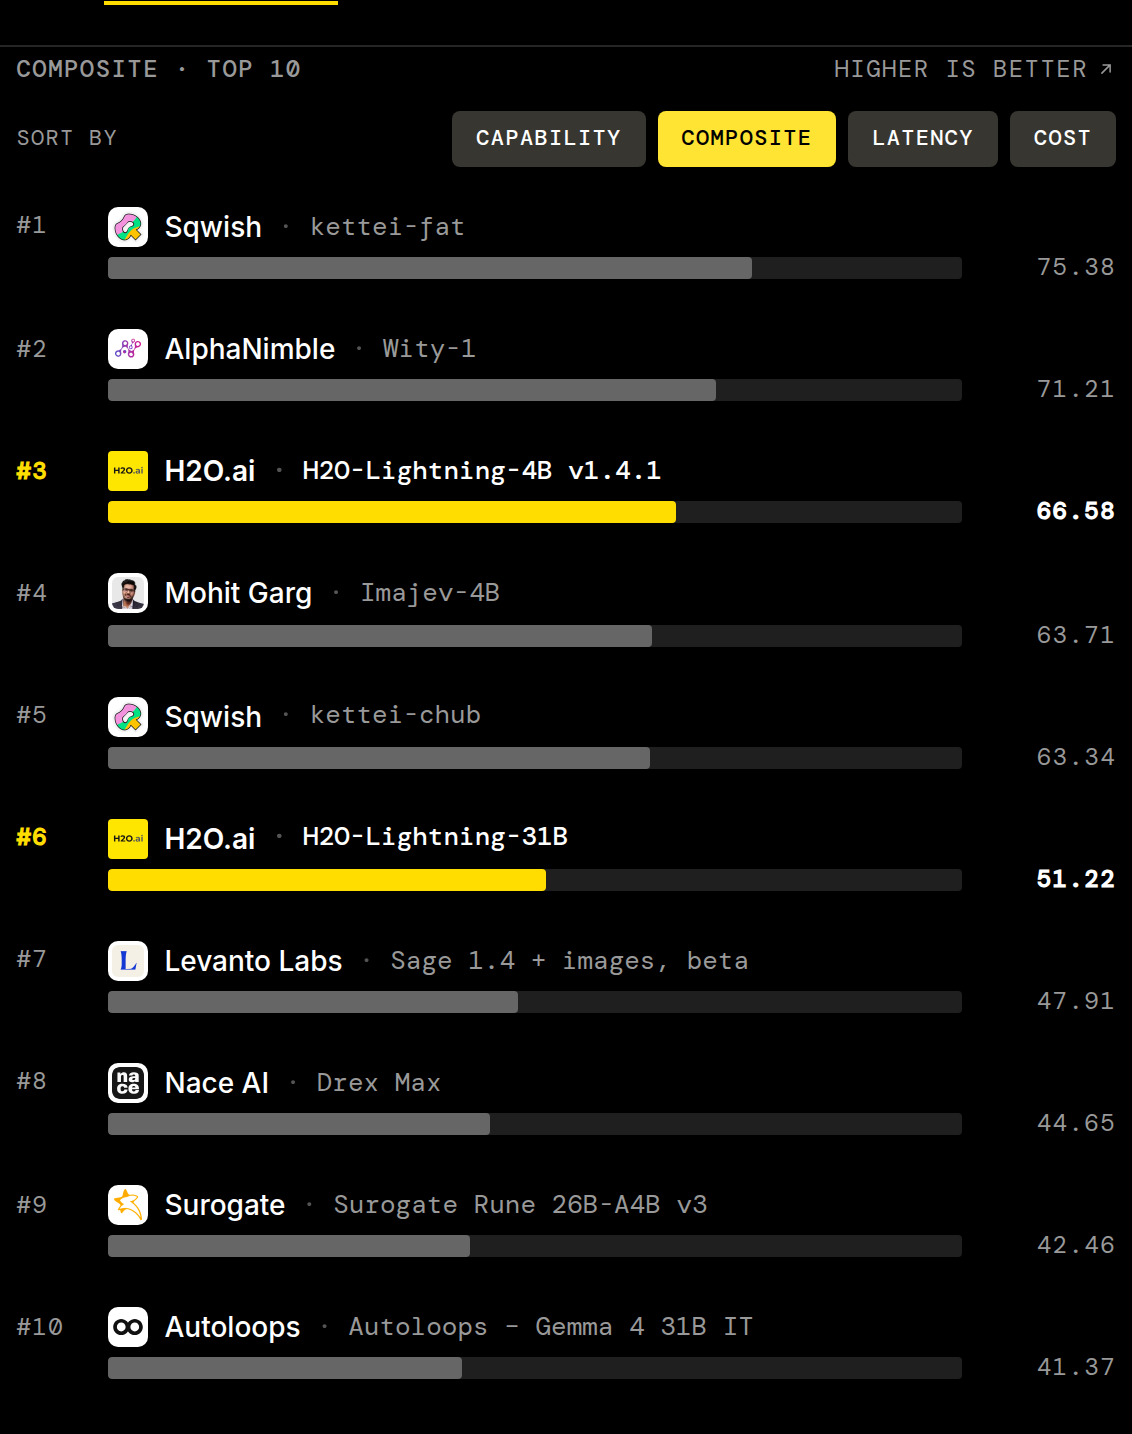 COMPOSITE · TOP 10
HIGHER IS BETTER ↗
SORT BY
CAPABILITY
COMPOSITE
LATENCY
COST
#1 Sqwish · kettei-fat
75.38
#2 AlphaNimble · Wity-1
71.21
#3 H2O.ai H2O.ai · H2O-Lightning-4B v1.4.1
66.58
#4 Mohit Garg · Imajev-4B
63.71
#5 Sqwish · kettei-chub
63.34
#6 H2O.ai H2O.ai · H2O-Lightning-31B
51.22
#7 L Levanto Labs · Sage 1.4 + images, beta
47.91
#8 nace Nace AI · Drex Max
44.65
#9 Surogate · Surogate Rune 26B-A4B v3
42.46
#10 Autoloops · Autoloops - Gemma 4 31B IT
41.37